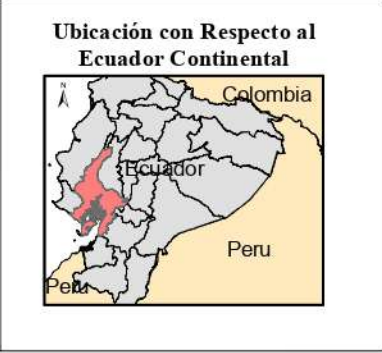 Ubicación con Respecto al
Ecuador Continental
N
Colombia
Ecuador
Peru
Peru